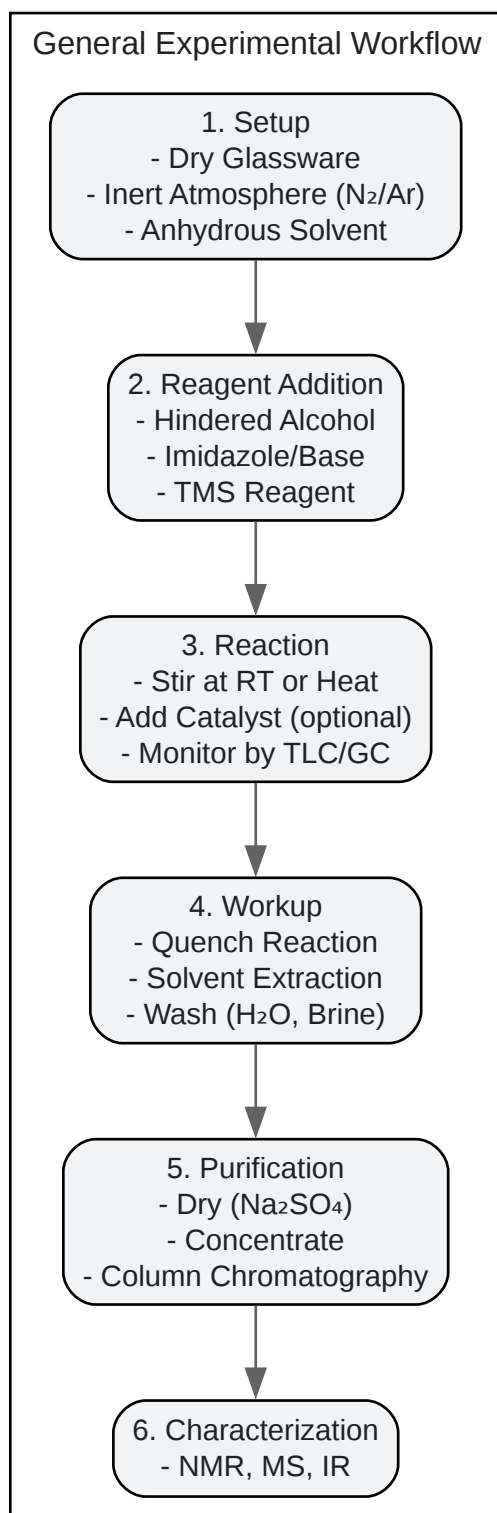 General Experimental Workflow
1. Setup
- Dry Glassware
- Inert Atmosphere (N₂/Ar)
- Anhydrous Solvent
2. Reagent Addition
- Hindered Alcohol
- Imidazole/Base
- TMS Reagent
3. Reaction
- Stir at RT or Heat
- Add Catalyst (optional)
- Monitor by TLC/GC
4. Workup
- Quench Reaction
- Solvent Extraction
- Wash (H₂O, Brine)
5. Purification
- Dry (Na₂SO₄)
- Concentrate
- Column Chromatography
6. Characterization
- NMR, MS, IR